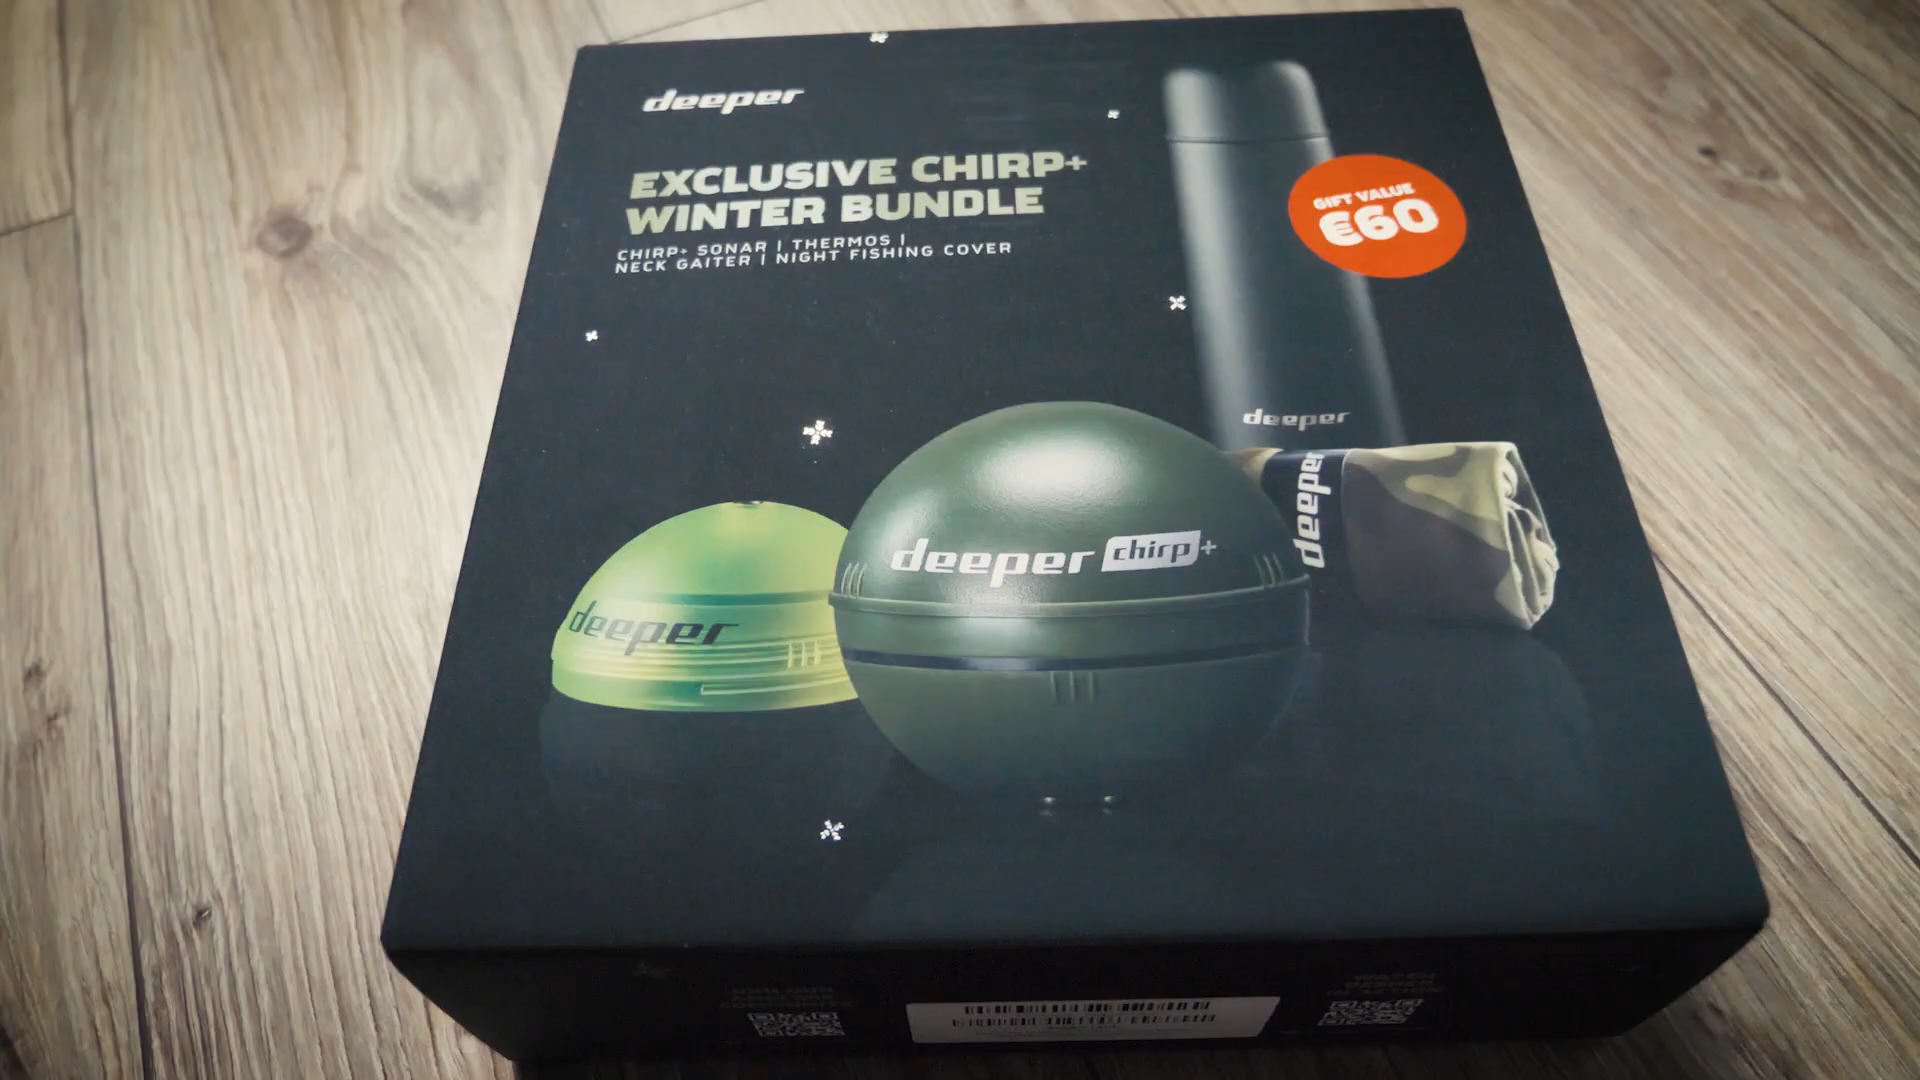 deeper
EXCLUSIVE CHIRP+
WINTER BUNDLE
CHIRP+ SONAR | THERMOS |
NECK GAITER | NIGHT FISHING COVER
GIFT VALUE
€60
deeper
deeper
deeper chirp+
deeper